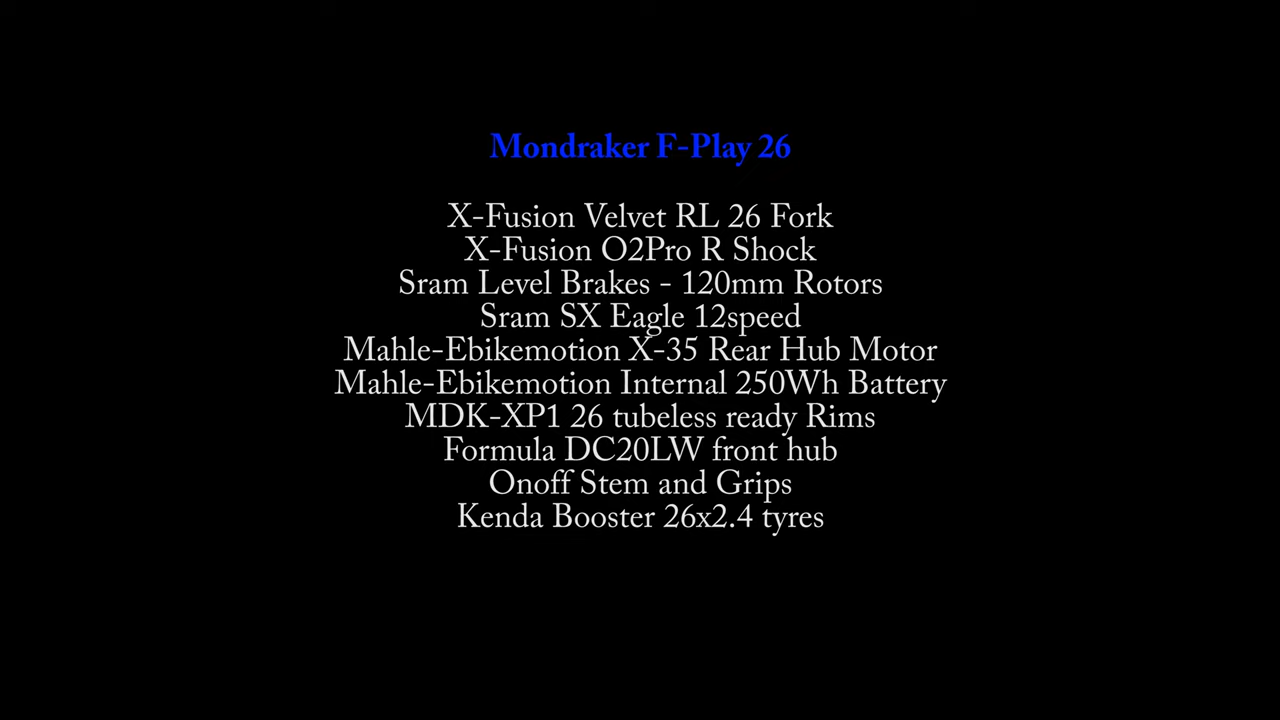 Mondraker F-Play 26
X-Fusion Velvet RL 26 Fork
X-Fusion O2Pro R Shock
Sram Level Brakes - 120mm Rotors
Sram SX Eagle 12speed
Mahle-Ebikemotion X-35 Rear Hub Motor
Mahle-Ebikemotion Internal 250Wh Battery
MDK-XP1 26 tubeless ready Rims
Formula DC20LW front hub
Onoff Stem and Grips
Kenda Booster 26x2.4 tyres